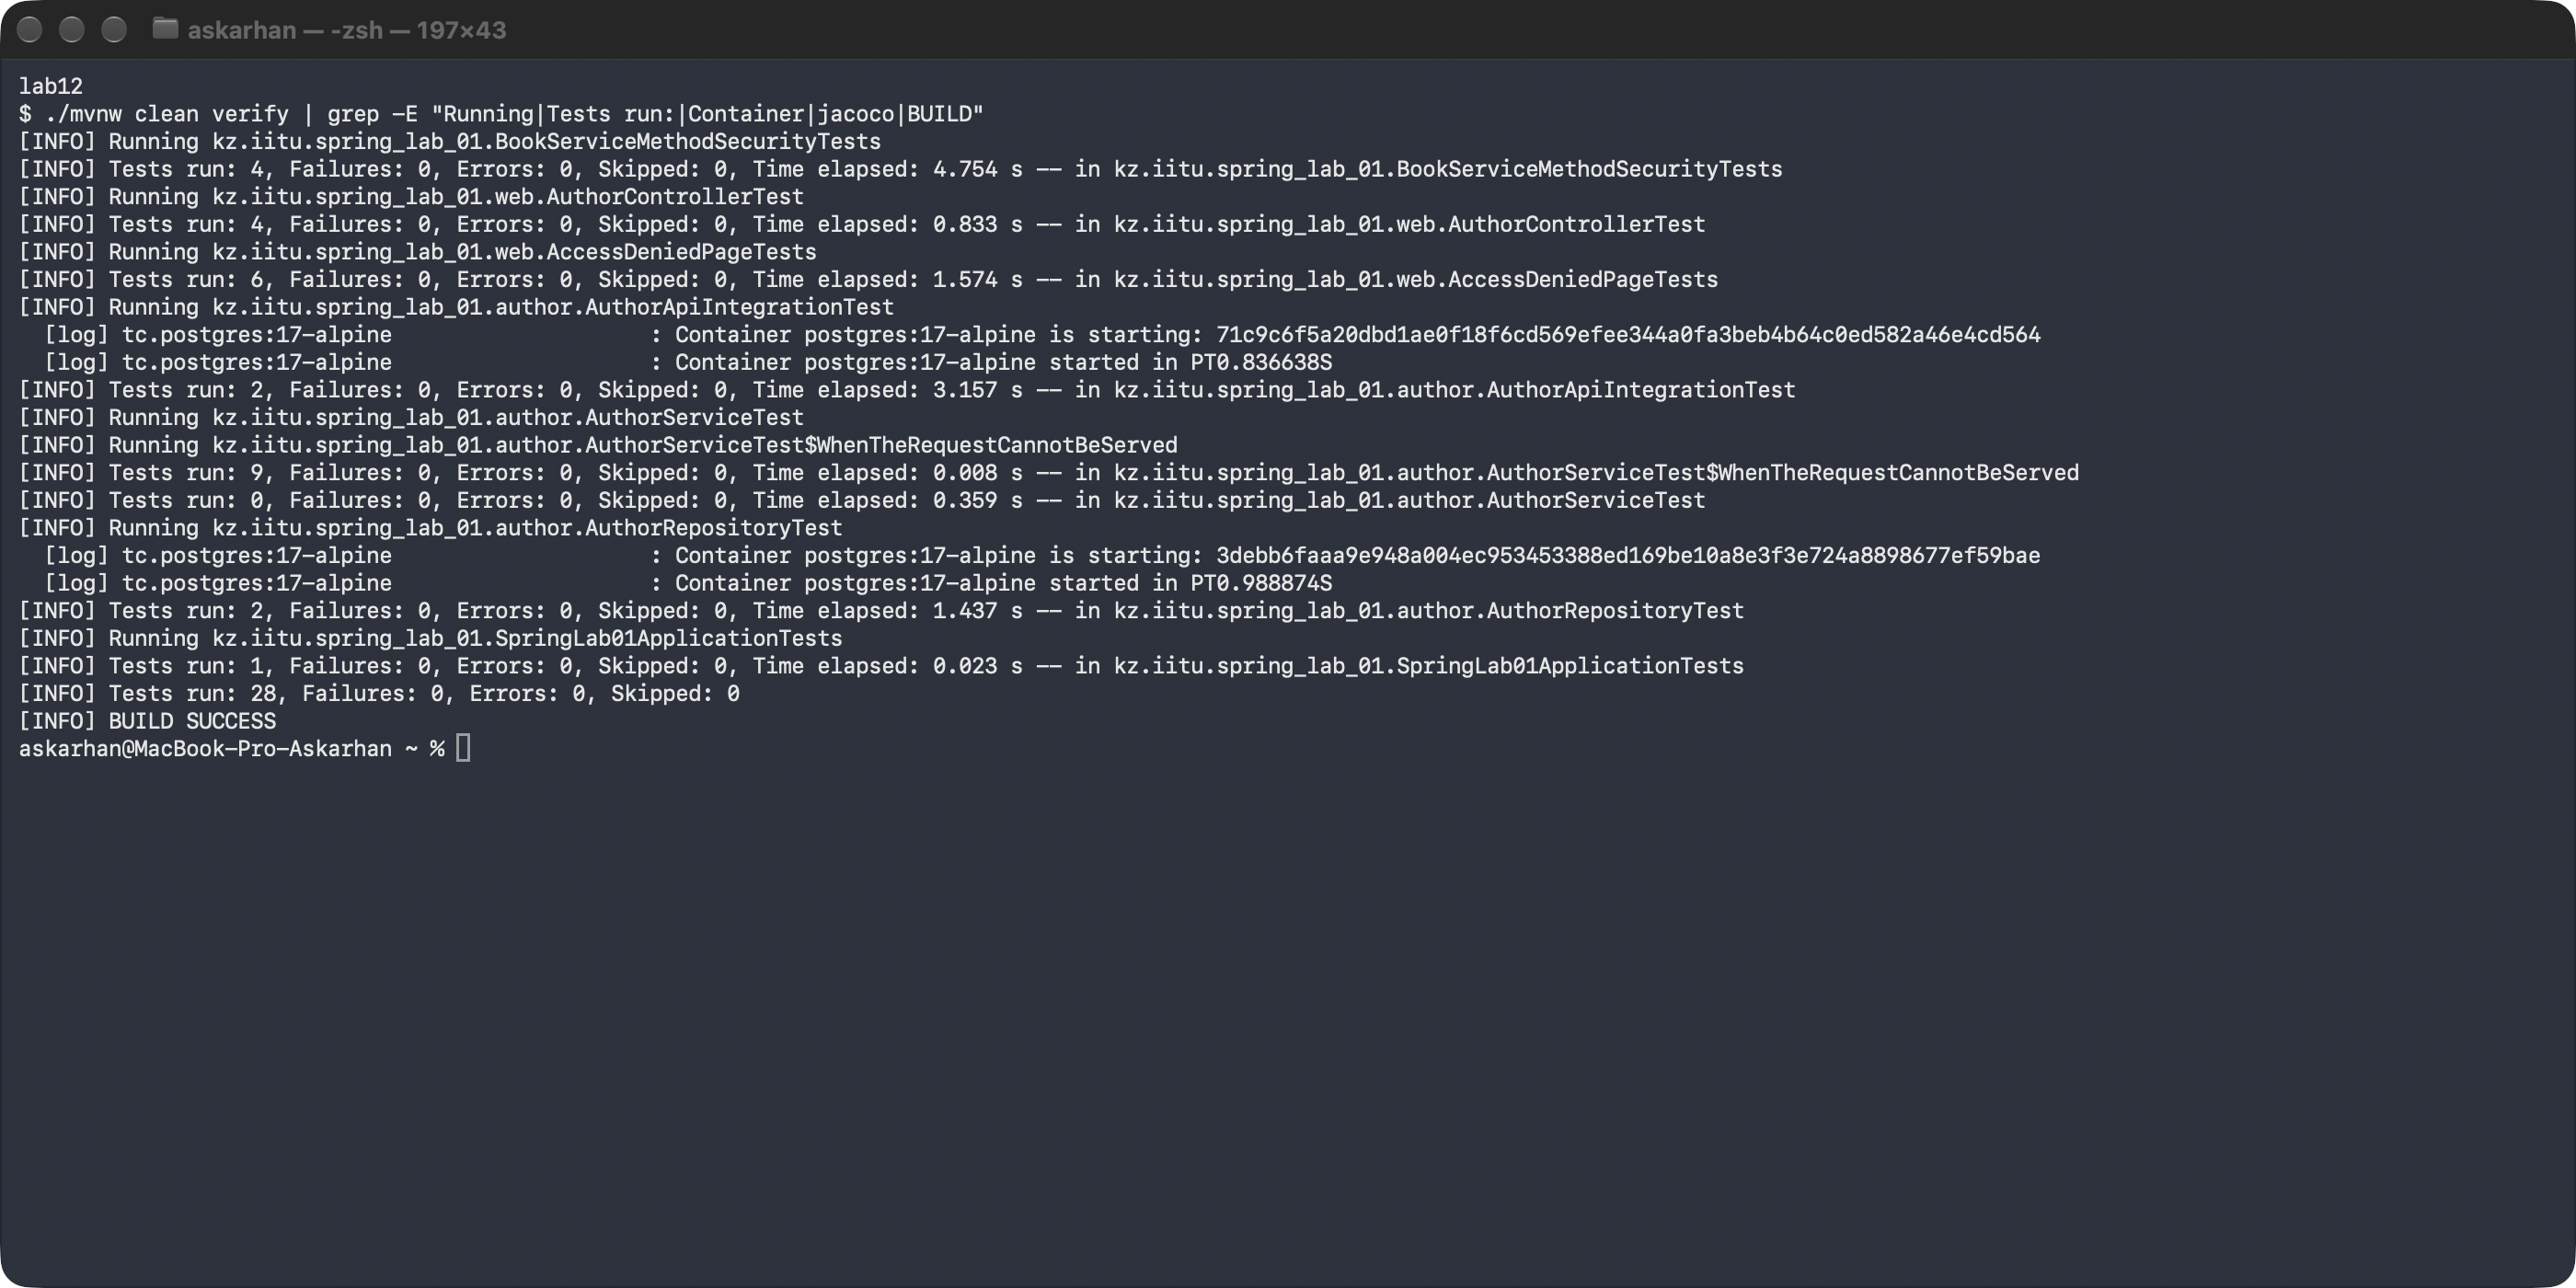 askarhan — -zsh — 197×43
lab12
$ ./mvnw clean verify | grep -E "Running|Tests run:|Container|jacoco|BUILD"
[INFO] Running kz.iitu.spring_lab_01.BookServiceMethodSecurityTests
[INFO] Tests run: 4, Failures: 0, Errors: 0, Skipped: 0, Time elapsed: 4.754 s -- in kz.iitu.spring_lab_01.BookServiceMethodSecurityTests
[INFO] Running kz.iitu.spring_lab_01.web.AuthorControllerTest
[INFO] Tests run: 4, Failures: 0, Errors: 0, Skipped: 0, Time elapsed: 0.833 s -- in kz.iitu.spring_lab_01.web.AuthorControllerTest
[INFO] Running kz.iitu.spring_lab_01.web.AccessDeniedPageTests
[INFO] Tests run: 6, Failures: 0, Errors: 0, Skipped: 0, Time elapsed: 1.574 s -- in kz.iitu.spring_lab_01.web.AccessDeniedPageTests
[INFO] Running kz.iitu.spring_lab_01.author.AuthorApiIntegrationTest
  [log] tc.postgres:17-alpine                    : Container postgres:17-alpine is starting: 71c9c6f5a20dbd1ae0f18f6cd569efee344a0fa3beb4b64c0ed582a46e4cd564
  [log] tc.postgres:17-alpine                    : Container postgres:17-alpine started in PT0.836638S
[INFO] Tests run: 2, Failures: 0, Errors: 0, Skipped: 0, Time elapsed: 3.157 s -- in kz.iitu.spring_lab_01.author.AuthorApiIntegrationTest
[INFO] Running kz.iitu.spring_lab_01.author.AuthorServiceTest
[INFO] Running kz.iitu.spring_lab_01.author.AuthorServiceTest$WhenTheRequestCannotBeServed
[INFO] Tests run: 9, Failures: 0, Errors: 0, Skipped: 0, Time elapsed: 0.008 s -- in kz.iitu.spring_lab_01.author.AuthorServiceTest$WhenTheRequestCannotBeServed
[INFO] Tests run: 0, Failures: 0, Errors: 0, Skipped: 0, Time elapsed: 0.359 s -- in kz.iitu.spring_lab_01.author.AuthorServiceTest
[INFO] Running kz.iitu.spring_lab_01.author.AuthorRepositoryTest
  [log] tc.postgres:17-alpine                    : Container postgres:17-alpine is starting: 3debb6faaa9e948a004ec953453388ed169be10a8e3f3e724a8898677ef59bae
  [log] tc.postgres:17-alpine                    : Container postgres:17-alpine started in PT0.988874S
[INFO] Tests run: 2, Failures: 0, Errors: 0, Skipped: 0, Time elapsed: 1.437 s -- in kz.iitu.spring_lab_01.author.AuthorRepositoryTest
[INFO] Running kz.iitu.spring_lab_01.SpringLab01ApplicationTests
[INFO] Tests run: 1, Failures: 0, Errors: 0, Skipped: 0, Time elapsed: 0.023 s -- in kz.iitu.spring_lab_01.SpringLab01ApplicationTests
[INFO] Tests run: 28, Failures: 0, Errors: 0, Skipped: 0
[INFO] BUILD SUCCESS
askarhan@MacBook-Pro-Askarhan ~ %